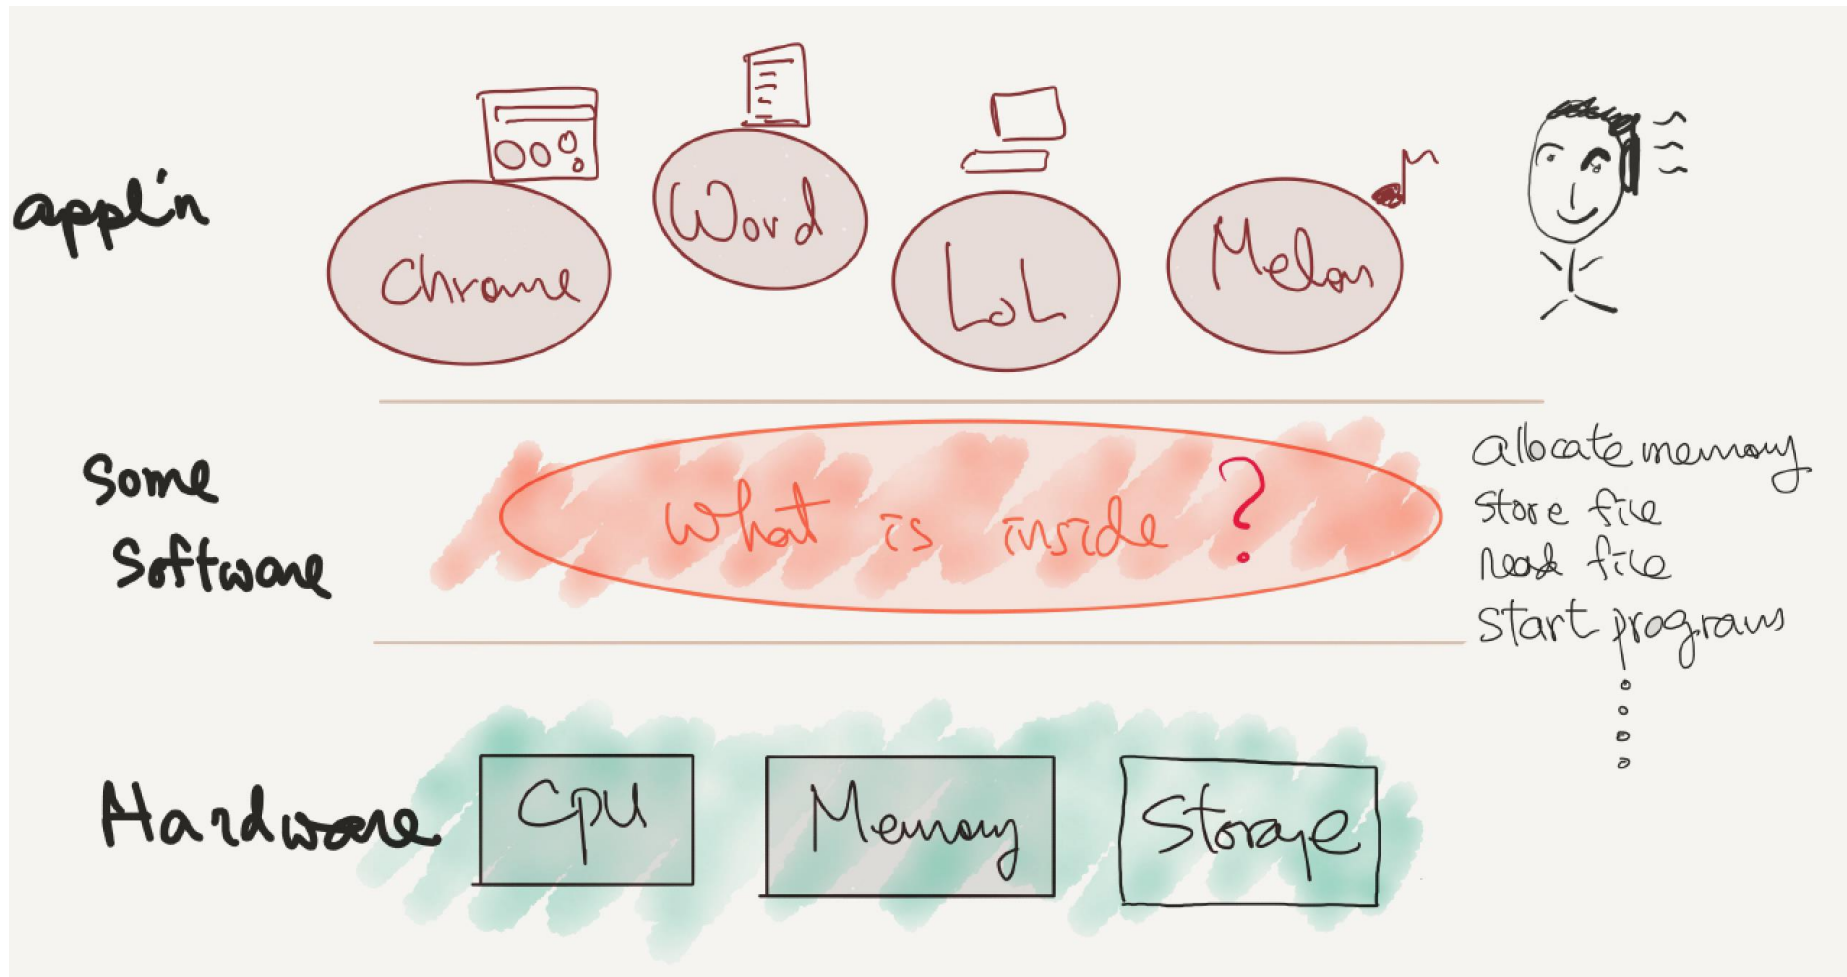 appl'n
Chrome
Word
LoL
Melon
Some
Software
What is inside ?
allocate memory
store file
read file
start programs
Hardware
CPU
Memory
Storage